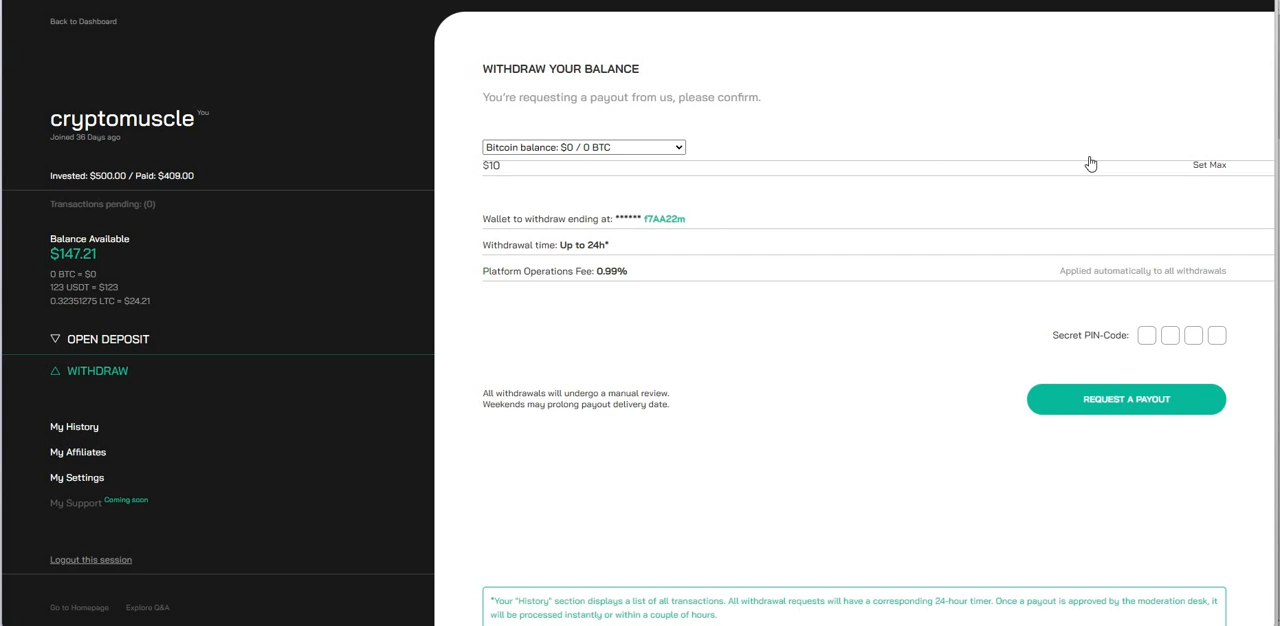 Back to Dashboard
cryptomuscle You
Joined 36 Days ago
Invested: $500.00 / Paid: $409.00
Transactions pending: (0)
Balance Available
$147.21
0 BTC = $0
123 USDT = $123
0.32351275 LTC = $24.21
OPEN DEPOSIT
WITHDRAW
My History
My Affiliates
My Settings
My Support Coming soon
Logout this session
Go to Homepage Explore Q&A
WITHDRAW YOUR BALANCE
You're requesting a payout from us, please confirm.
Bitcoin balance: $0 / 0 BTC
$10 Set Max
Wallet to withdraw ending at: ****** f7AA22m
Withdrawal time: Up to 24h*
Platform Operations Fee: 0.99% Applied automatically to all withdrawals
Secret PIN-Code:
All withdrawals will undergo a manual review.
Weekends may prolong payout delivery date.
REQUEST A PAYOUT
*Your "History" section displays a list of all transactions. All withdrawal requests will have a corresponding 24-hour timer. Once a payout is approved by the moderation desk, it
will be processed instantly or within a couple of hours.